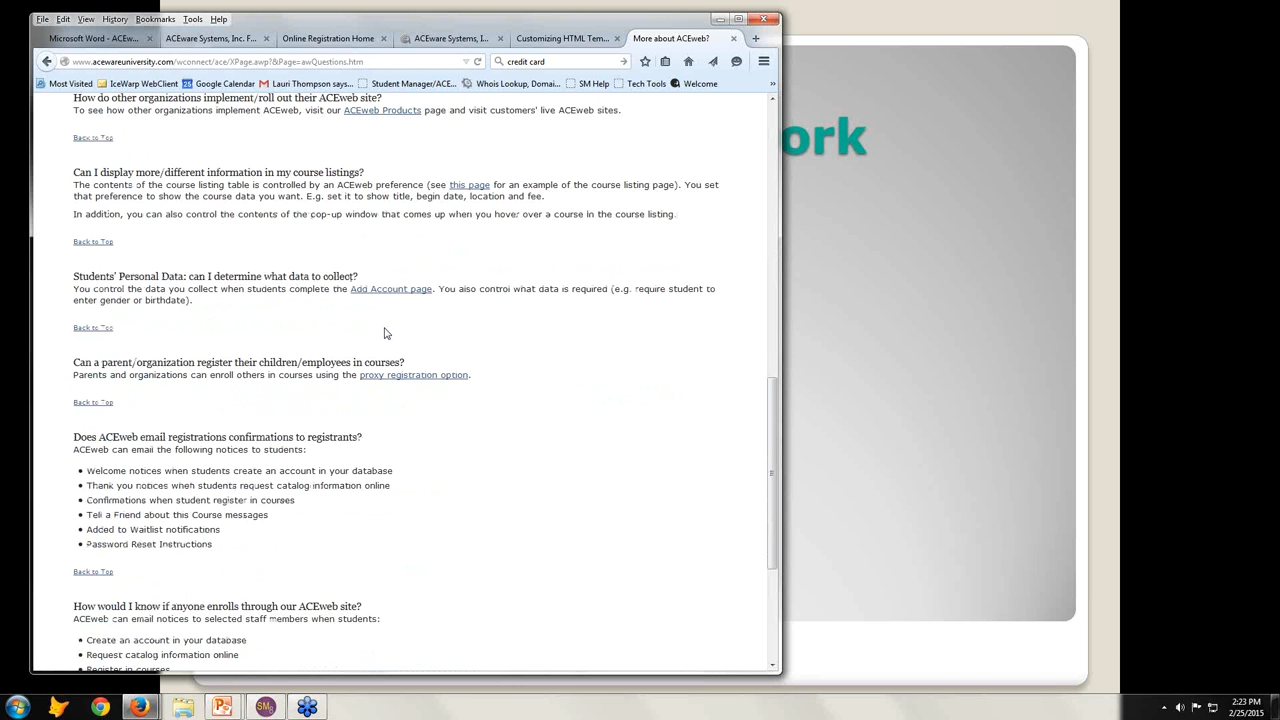 File Edit View History Bookmarks Tools Help
Microsoft Word - ACEw... ACEware Systems, Inc. F... Online Registration Home ACEware Systems, I... Customizing HTML Tem... More about ACEweb?
www.acewareuniversity.com/wconnect/ace/XPage.awp?&Page=awQuestions.htm credit card
Most Visited IceWarp WebClient Google Calendar Lauri Thompson says... Student Manager/ACE... Whois Lookup, Domai... SM Help Tech Tools Welcome
How do other organizations implement/roll out their ACEweb site?
To see how other organizations implement ACEweb, visit our ACEweb Products page and visit customers' live ACEweb sites.
Back to Top
Can I display more/different information in my course listings?
The contents of the course listing table is controlled by an ACEweb preference (see this page for an example of the course listing page). You set
that preference to show the course data you want. E.g. set it to show title, begin date, location and fee.
In addition, you can also control the contents of the pop-up window that comes up when you hover over a course in the course listing.
Back to Top
Students' Personal Data: can I determine what data to collect?
You control the data you collect when students complete the Add Account page. You also control what data is required (e.g. require student to
enter gender or birthdate).
Back to Top
Can a parent/organization register their children/employees in courses?
Parents and organizations can enroll others in courses using the proxy registration option.
Back to Top
Does ACEweb email registrations confirmations to registrants?
ACEweb can email the following notices to students:
• Welcome notices when students create an account in your database
• Thank you notices when students request catalog information online
• Confirmations when student register in courses
• Tell a Friend about this Course messages
• Added to Waitlist notifications
• Password Reset Instructions
Back to Top
How would I know if anyone enrolls through our ACEweb site?
ACEweb can email notices to selected staff members when students:
• Create an account in your database
• Request catalog information online
• Register in courses
ork
2:23 PM
2/25/2015